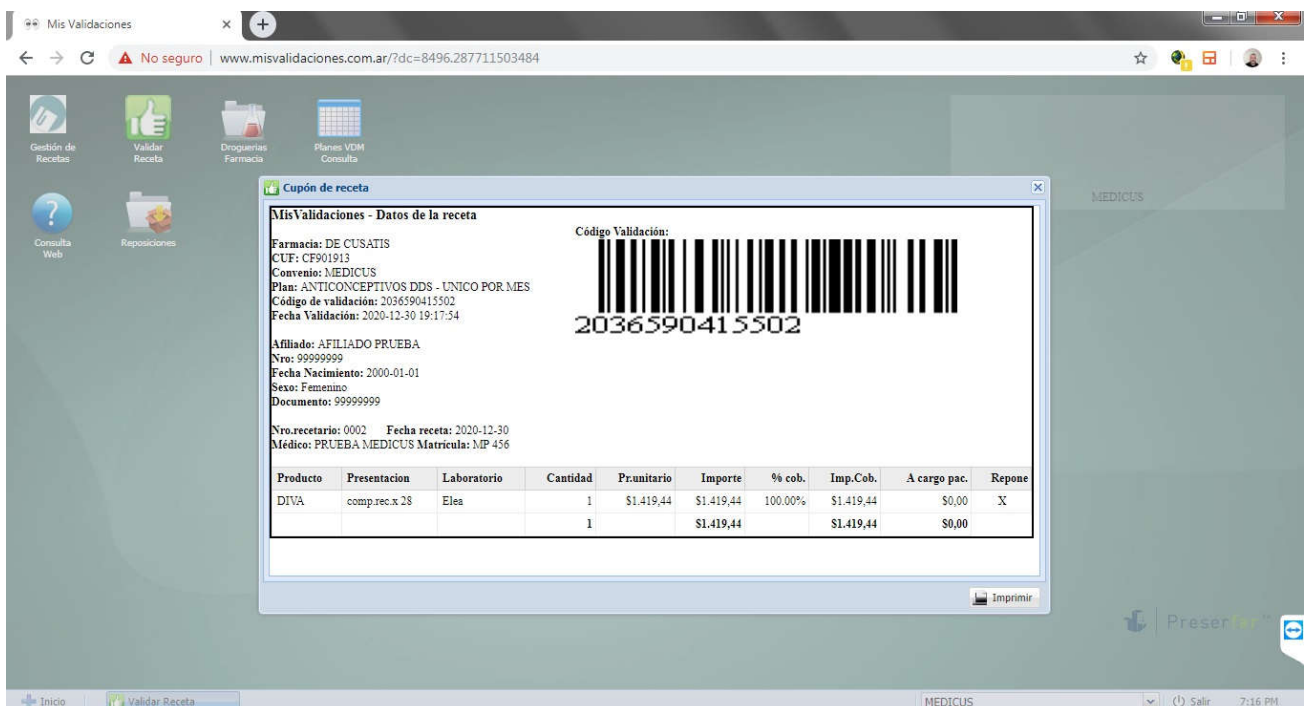 Mis Validaciones
No seguro | www.misvalidaciones.com.ar/?dc=8496.287711503484
Gestión de Recetas
Validar Receta
Droguerias Farmacia
Planes VDM Consulta
Consulta Web
Reposiciones
MEDICUS
Cupón de receta
MisValidaciones - Datos de la receta
Código Validación:
2036590415502
Farmacia: DE CUSATIS
CUF: CF901913
Convenio: MEDICUS
Plan: ANTICONCEPTIVOS DDS - UNICO POR MES
Código de validación: 2036590415502
Fecha Validación: 2020-12-30 19:17:54
Afiliado: AFILIADO PRUEBA
Nro: 99999999
Fecha Nacimiento: 2000-01-01
Sexo: Femenino
Documento: 99999999
Nro.recetario: 0002 Fecha receta: 2020-12-30
Médico: PRUEBA MEDICUS Matrícula: MP 456
Producto Presentacion Laboratorio Cantidad Pr.unitario Importe % cob. Imp.Cob. A cargo pac. Repone
DIVA comp.rec.x 28 Elea 1 $1.419,44 $1.419,44 100.00% $1.419,44 $0,00 X
1 $1.419,44 $1.419,44 $0,00
Imprimir
Preserfar
Inicio
Validar Receta
MEDICUS
Salir
7:16 PM